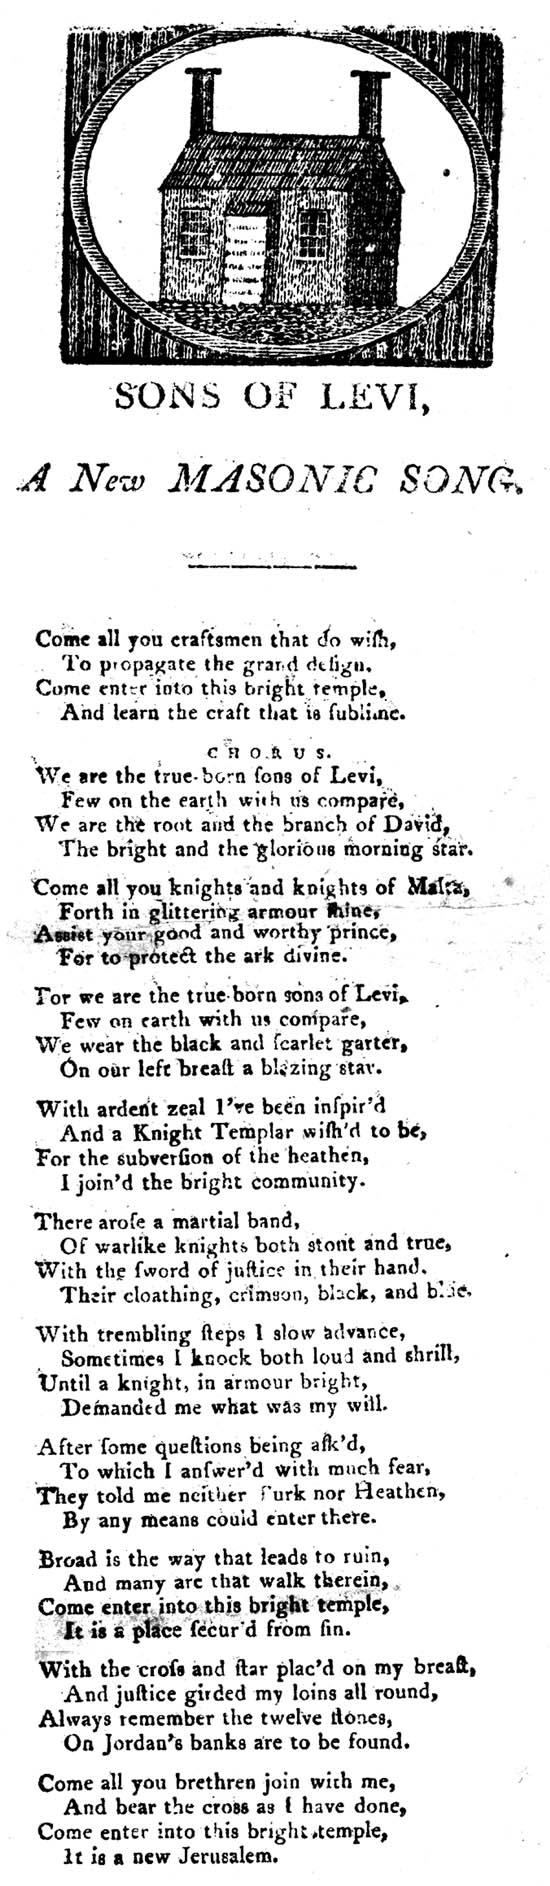 SONS OF LEVI,
A New MASONIC SONG.
Come all you craftsmen that do wiſh,
To propagate the grand deſign.
Come enter into this bright temple,
And learn the craft that is ſublime.
CHORUS.
We are the true-born ſons of Levi,
Few on the earth with us compare,
We are the root and the branch of David,
The bright and the glorious morning star.
Come all you knights and knights of Malta,
Forth in glittering armour ſhine,
Assist your good and worthy prince,
For to protect the ark divine.
For we are the true-born sons of Levi,
Few on earth with us compare,
We wear the black and ſcarlet garter,
On our left breaſt a blazing star.
With ardent zeal I've been inſpir'd
And a Knight Templar wiſh'd to be,
For the subverſion of the heathen,
I join'd the bright community.
There aroſe a martial band,
Of warlike knights both stout and true,
With the ſword of juſtice in their hand.
Their cloathing, crimson, black, and blue.
With trembling ſteps I slow advance,
Sometimes I knock both loud and shrill,
Until a knight, in armour bright,
Demanded me what was my will.
After ſome queſtions being aſk'd,
To which I anſwer'd with much fear,
They told me neither Turk nor Heathen,
By any means could enter there.
Broad is the way that leads to ruin,
And many are that walk therein,
Come enter into this bright temple,
It is a place ſecur'd from ſin.
With the croſs and ſtar plac'd on my breaſt,
And juſtice girded my loins all round,
Always remember the twelve ſtones,
On Jordan's banks are to be found.
Come all you brethren join with me,
And bear the cross as I have done,
Come enter into this bright temple,
It is a new Jerusalem.